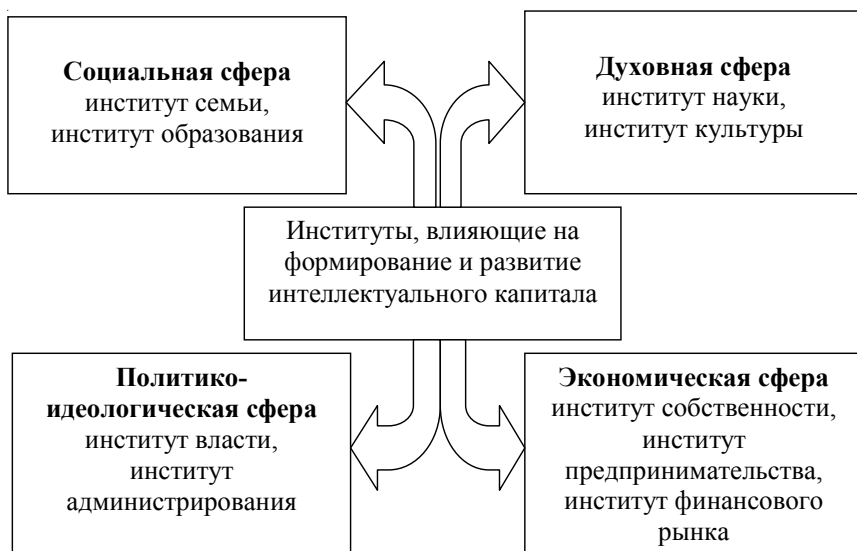 Социальная сфера
институт семьи,
институт образования
Духовная сфера
институт науки,
институт культуры
Институты, влияющие на
формирование и развитие
интеллектуального капитала
Политико-
идеологическая сфера
институт власти,
институт
администрирования
Экономическая сфера
институт собственности,
институт
предпринимательства,
институт финансового
рынка